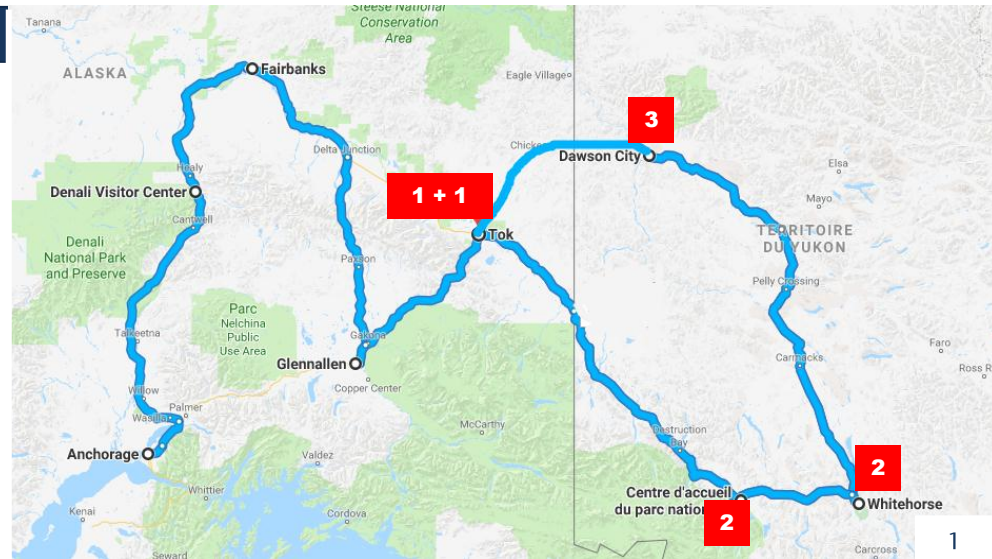 Steese National
Conservation
Area
Tanana
ALASKA
Fairbanks
Eagle Village
3
Delta Junction
Dawson City
Elsa
Healy
Denali Visitor Center
1 + 1
Mayo
Cantwell
Tok
TERRITOIRE
DU YUKON
Denali
National Park
and Preserve
Paxson
Pelly Crossing
Parc
Nelchina
Public
Use Area
Talkeetna
Gakona
Faro
Glennallen
Carmacks
Ross R
Copper Center
Willow
Palmer
McCarthy
Destruction
Bay
Anchorage
Valdez
2
Whittier
Centre d'accueil
du parc
Whitehorse
2
Kenai
Cordova
Seward
Carcross
1